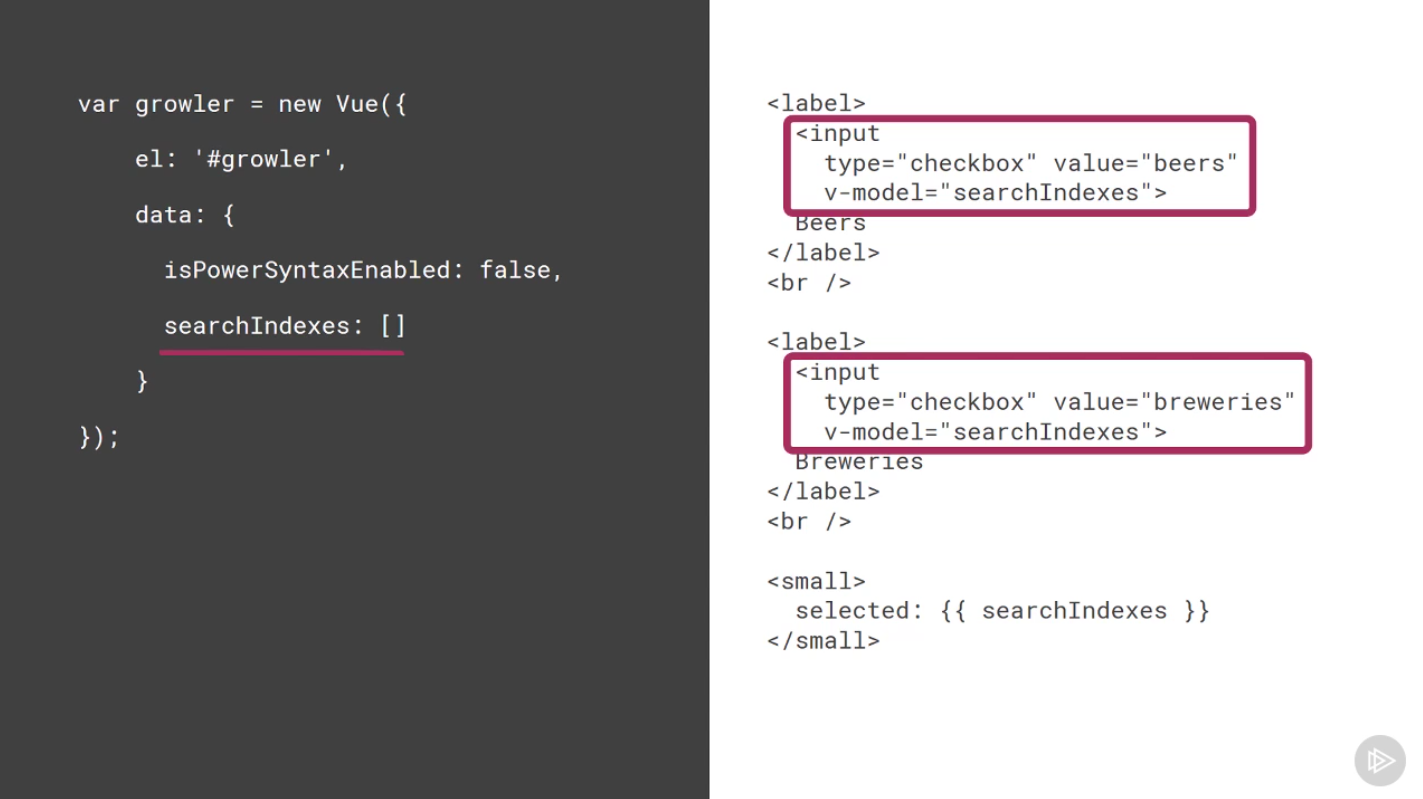 var growler = new Vue({
el: '#growler',
data: {
isPowerSyntaxEnabled: false,
searchIndexes: []
}
});
<label>
<input
type="checkbox" value="beers"
v-model="searchIndexes">
Beers
</label>
<br />
<label>
<input
type="checkbox" value="breweries"
v-model="searchIndexes">
Breweries
</label>
<br />
<small>
selected: {{ searchIndexes }}
</small>